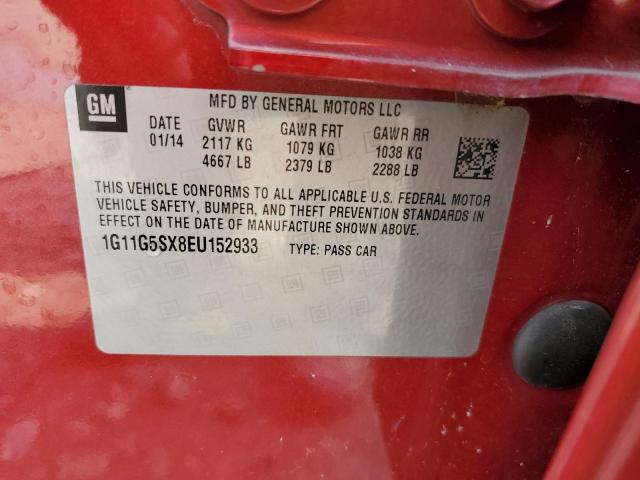 GM
MFD BY GENERAL MOTORS LLC
DATE GVWR GAWR FRT GAWR RR
01/14 2117 KG 1079 KG 1038 KG
4667 LB 2379 LB 2288 LB
THIS VEHICLE CONFORMS TO ALL APPLICABLE U.S. FEDERAL MOTOR
VEHICLE SAFETY, BUMPER, AND THEFT PREVENTION STANDARDS IN
EFFECT ON THE DATE OF MANUFACTURE SHOWN ABOVE.
1G11G5SX8EU152933 TYPE: PASS CAR